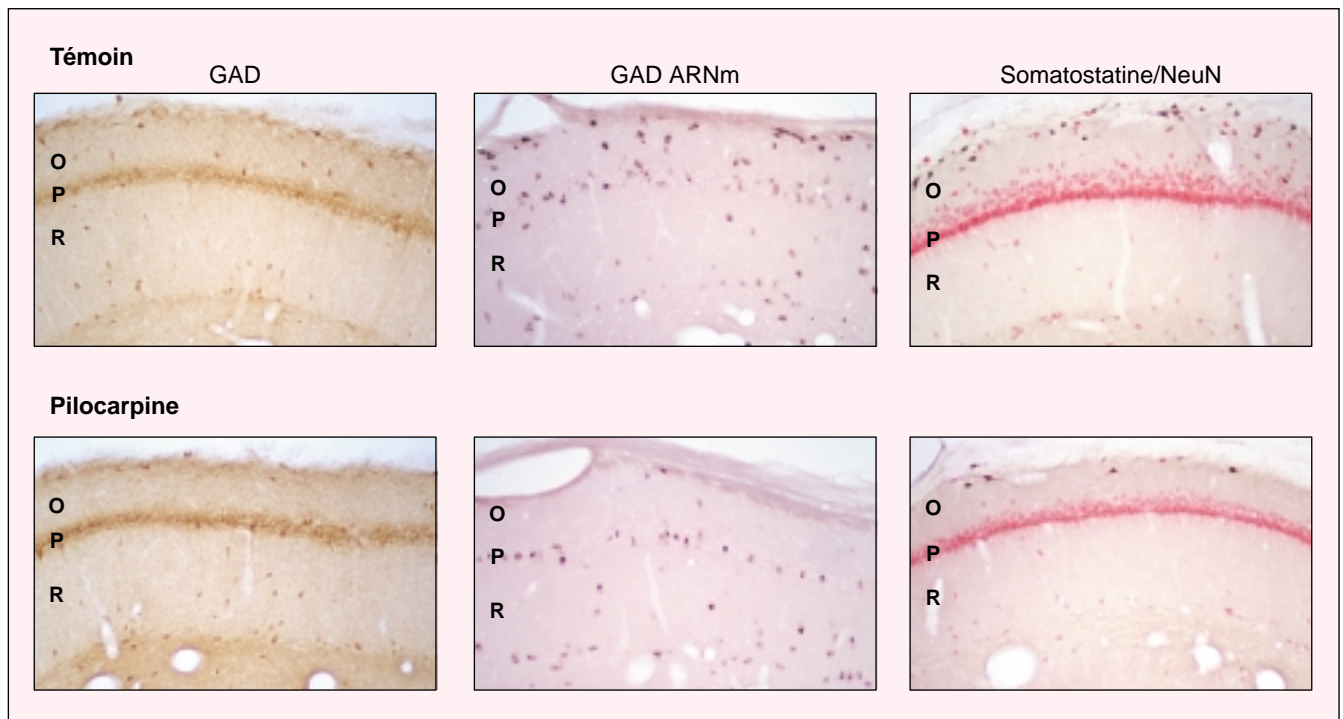 Témoin
GAD
GAD ARNm
Somatostatine/NeuN
O
P
R
O
P
R
O
P
R
Pilocarpine
O
P
R
O
P
R
O
P
R